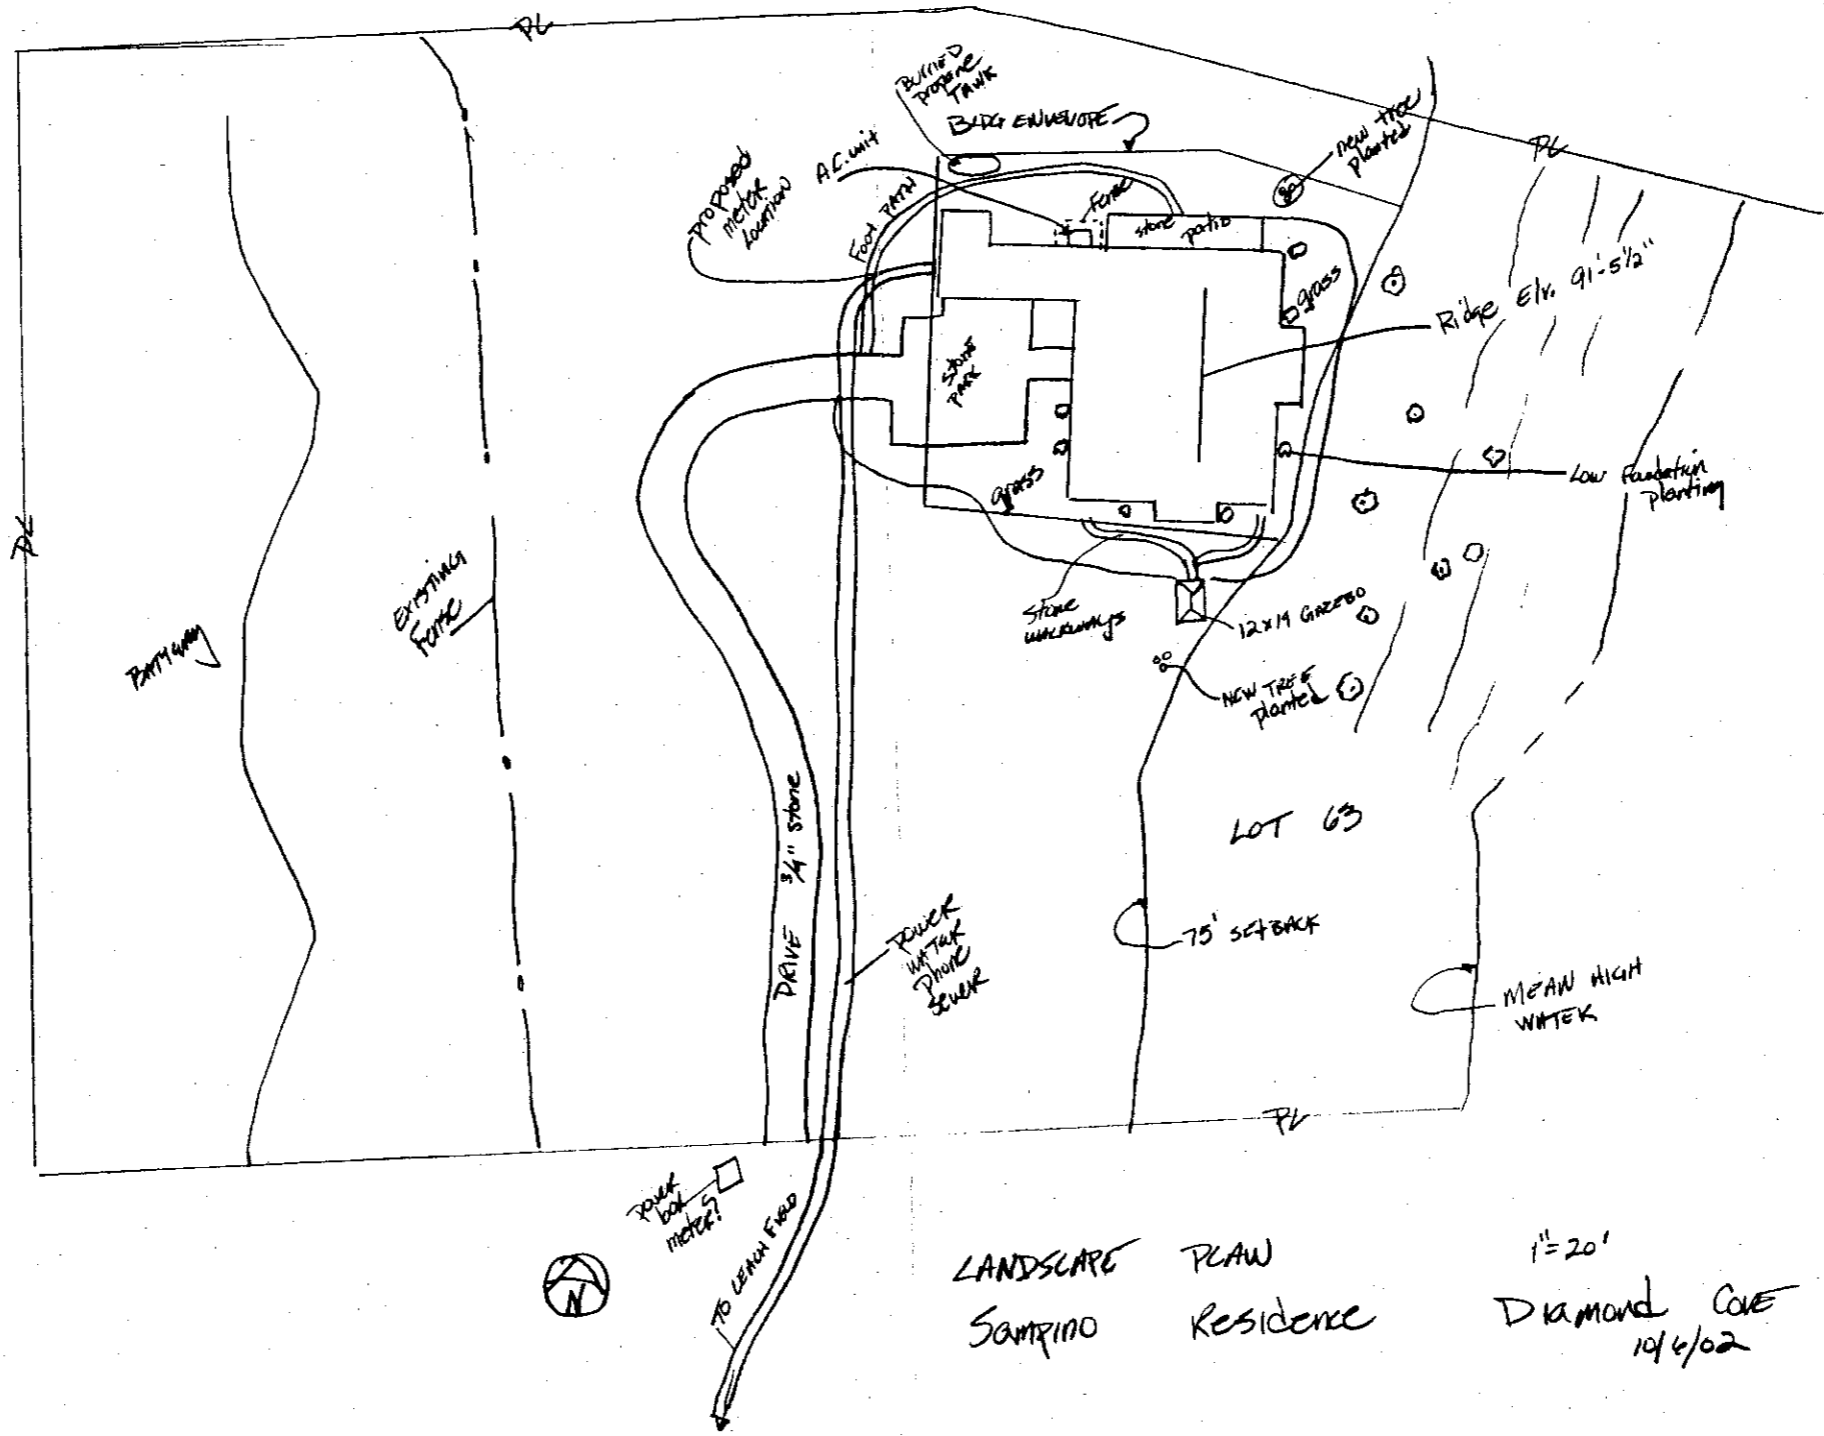 PL
BURIED
propane
TANK
BLDG ENVELOPE
new tree
planted
PL
A.C. unit
proposed
meter
Location
Foot PATH
Fence
stone patio
grass
Ridge Elv. 91'-5 1/2"
Stone
PARK
Low Foundation
planting
grass
PL
EXISTING
Fence
Stone
walkways
12x14 GAZEBO
NEW TREE
planted
DRIVE 3/4" stone
LOT 63
POWER
WATER
phone
Sewer
75' SETBACK
MEAN HIGH
WATER
PL
power
box
meter?
TO LEACH FIELD
N
LANDSCAPE PLAN
1"=20'
Sampino Residence
Diamond Cove
10/6/02